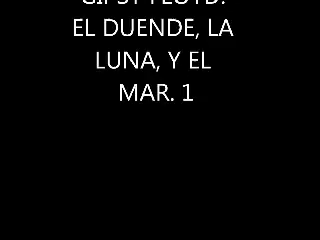 EL DUENDE, LA
LUNA, Y EL
MAR. 1